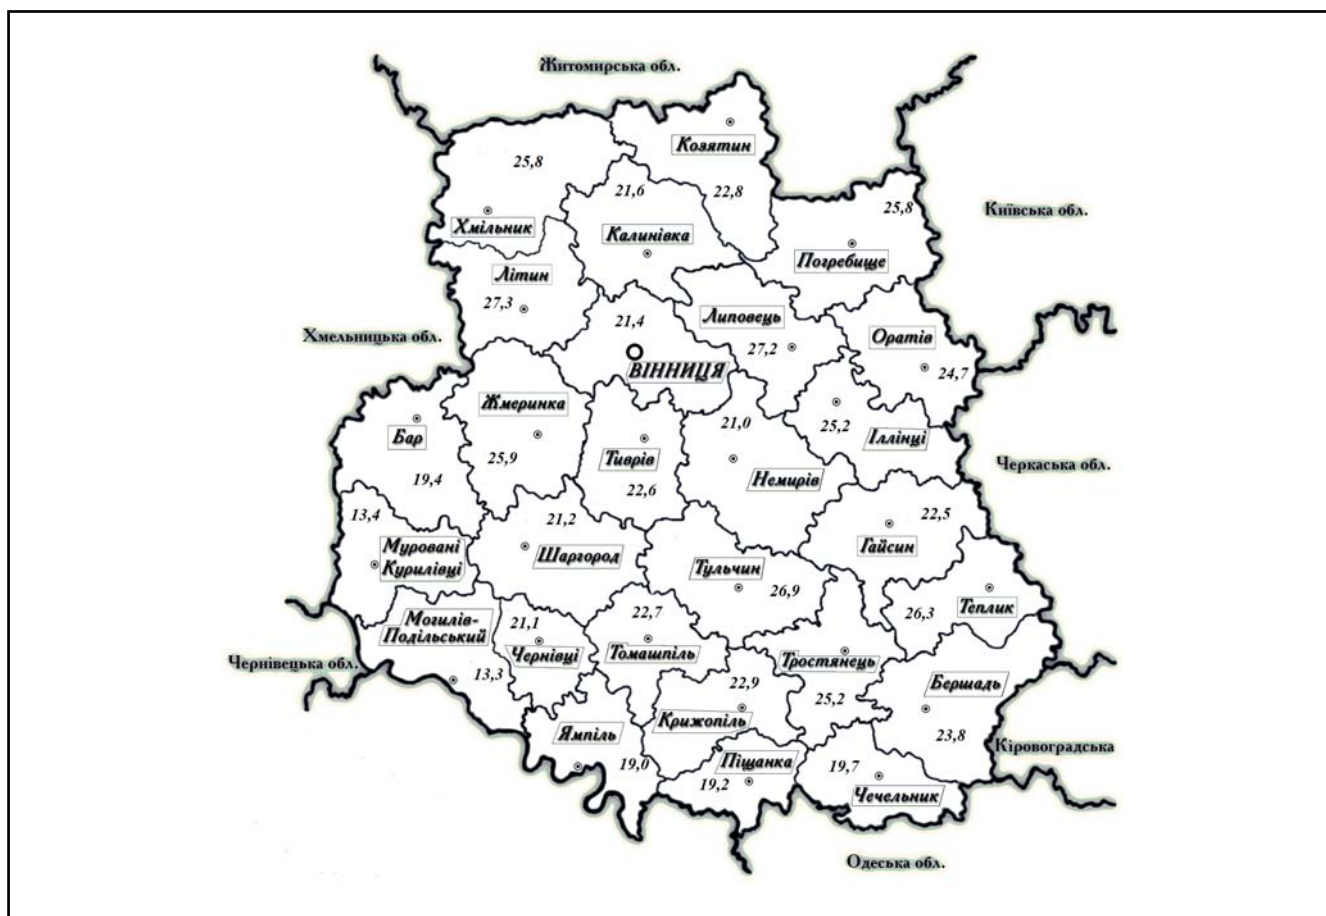 Житомирська обл.
Козятин
25,8
21,6
22,8
25,8
Київська обл.
Хмільник
Калинівка
Погребище
Літин
27,3
21,4
Липовець
27,2
Оратів
24,7
Хмельницька обл.
ВІННИЦЯ
Жмеринка
25,9
Бар
19,4
Тиврів
22,6
21,0
Немирів
25,2
Іллінці
Черкаська обл.
13,4
Муровані
Курилівці
21,2
Шаргород
22,5
Гайсин
Тульчин
26,9
26,3
Теплик
Могилів-
Подільський
13,3
21,1
Чернівці
22,7
Томашпіль
Тростянець
25,2
Бершадь
23,8
Чернівецька обл.
22,9
Крижопіль
Ямпіль
19,0
Піщанка
19,2
19,7
Чечельник
Кіровоградська
Одеська обл.